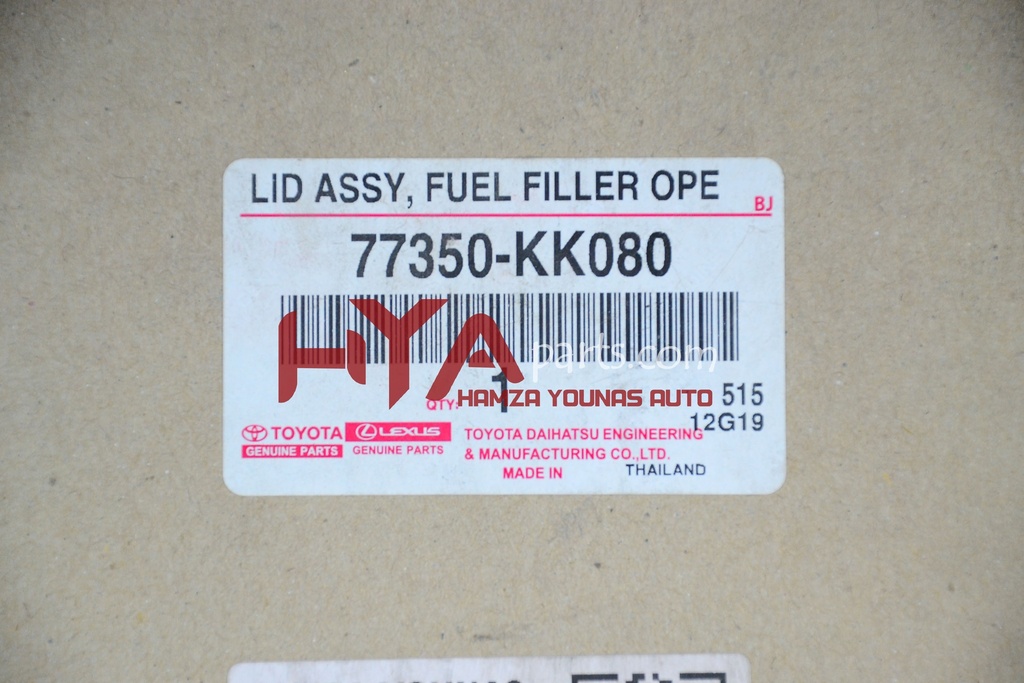 LID ASSY, FUEL FILLER OPE
BJ
77350-KK080
HYA parts.com
QTY: 1
HAMZA YOUNAS AUTO
515
12G19
TOYOTA
GENUINE PARTS
LEXUS
GENUINE PARTS
TOYOTA DAIHATSU ENGINEERING
& MANUFACTURING CO.,LTD.
MADE IN THAILAND